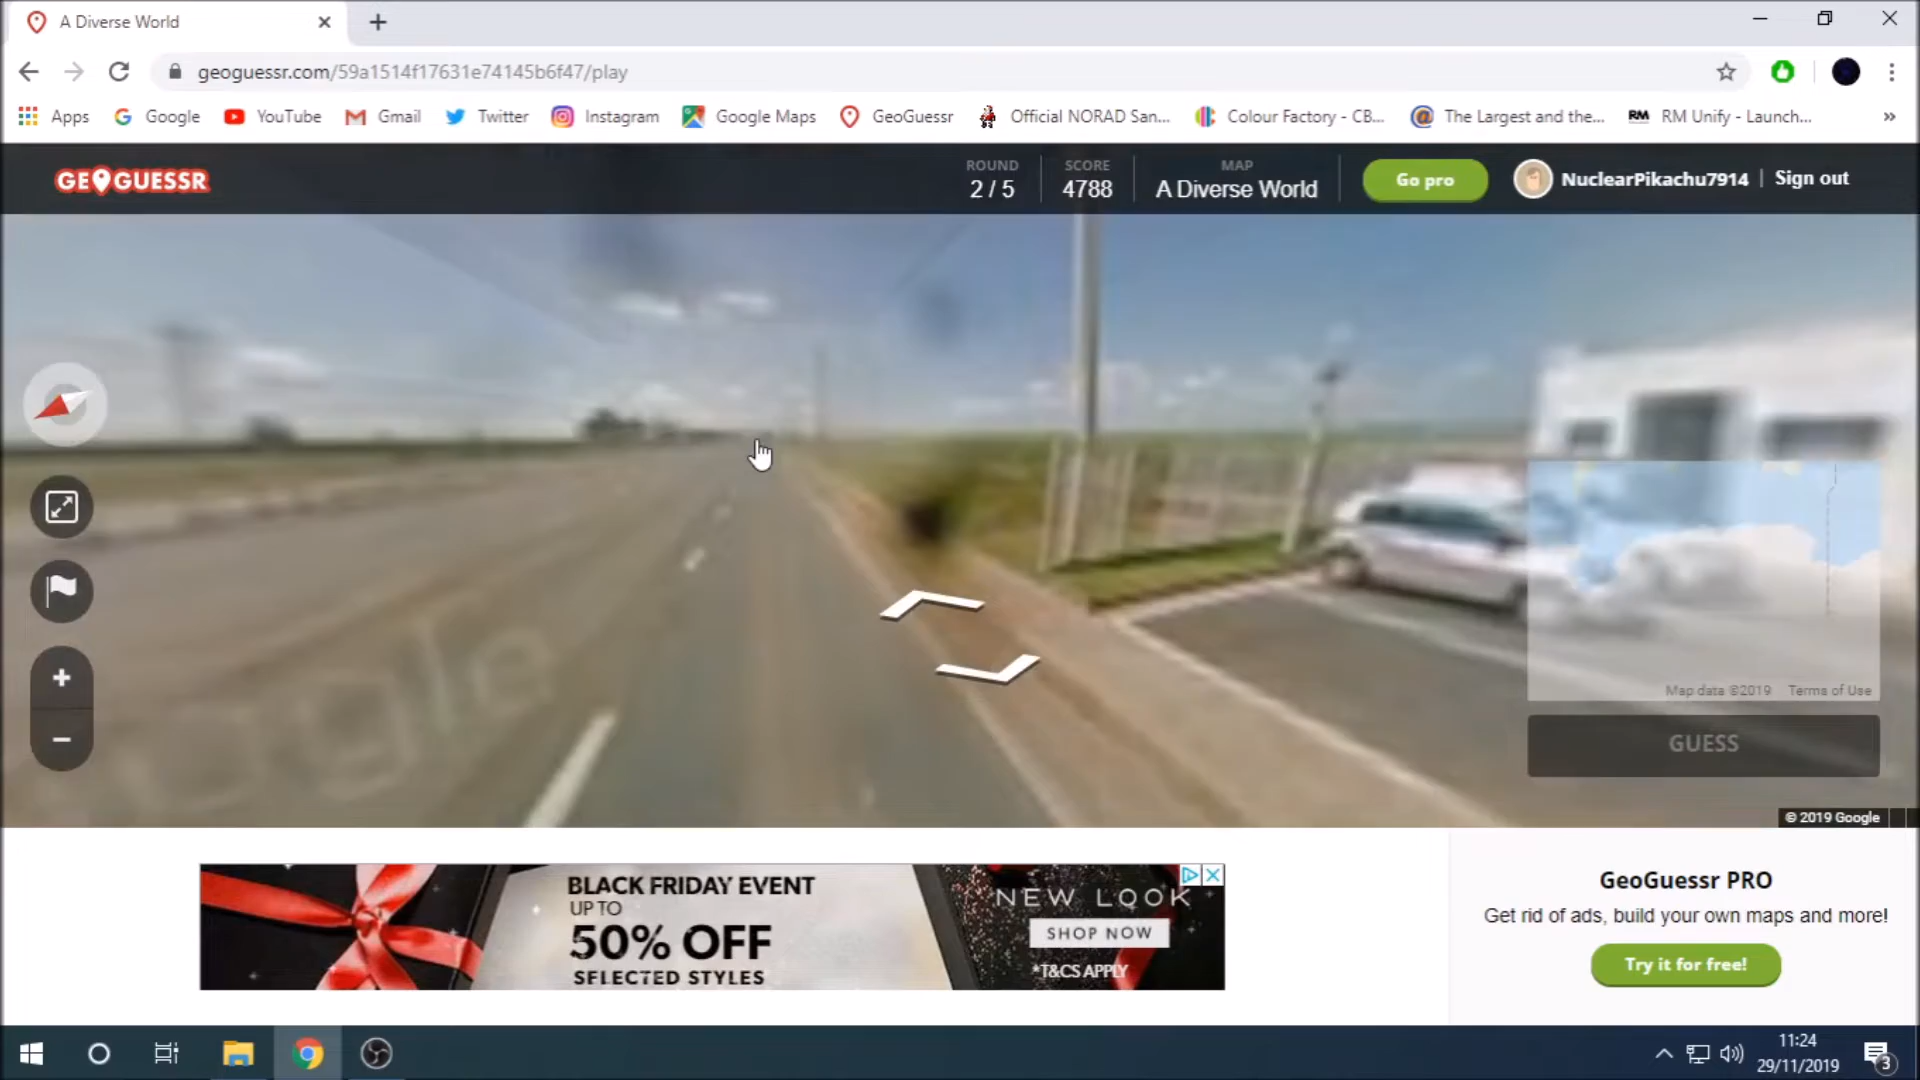 A Diverse World
geoguessr.com/59a1514f17631e74145b6f47/play
Apps Google YouTube Gmail Twitter Instagram Google Maps GeoGuessr Official NORAD San... Colour Factory - CB... The Largest and the... RM RM Unify - Launch... »
GEOGUESSR
ROUND SCORE MAP
2 / 5 4788 A Diverse World
Go pro
NuclearPikachu7914 | Sign out
Map data ©2019 Terms of Use
GUESS
© 2019 Google
BLACK FRIDAY EVENT
UP TO
50% OFF
SELECTED STYLES
NEW LOOK
SHOP NOW
*T&CS APPLY
GeoGuessr PRO
Get rid of ads, build your own maps and more!
Try it for free!
11:24
29/11/2019
3